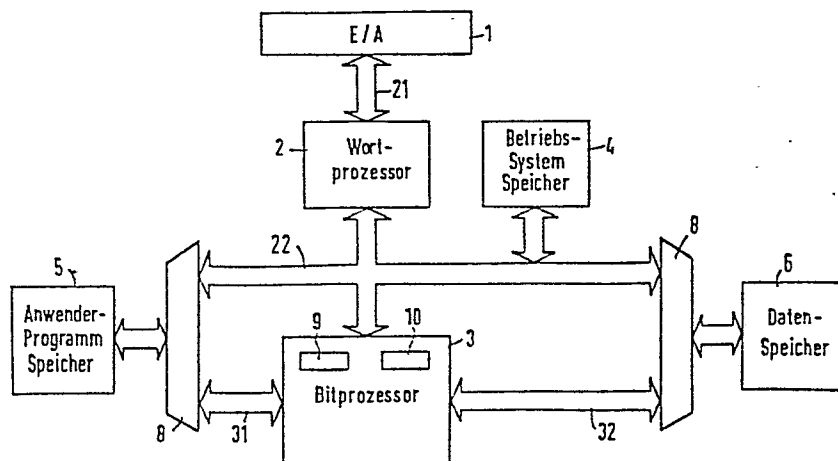 E/A
1
21
2
Wort-
prozessor
Betriebs-
System
Speicher
4
22
8
5
Anwender-
Programm
Speicher
6
Daten-
Speicher
9
10
3
Bitprozessor
8
31
32